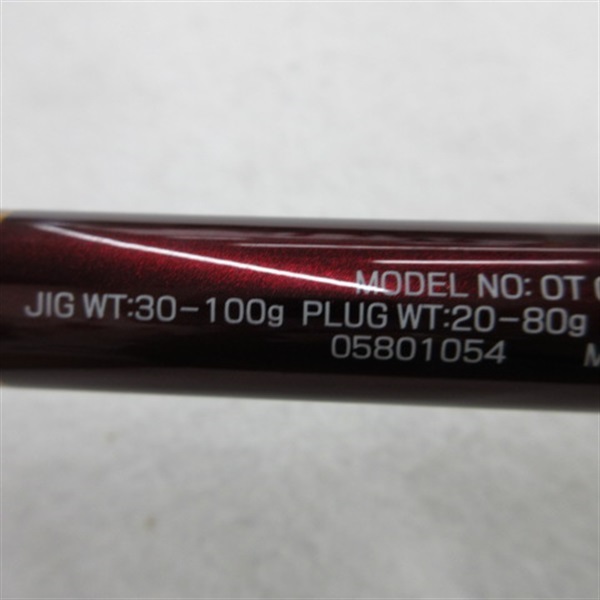 MODEL NO: OT
JIG WT:30-100g PLUG WT:20-80g
05801054